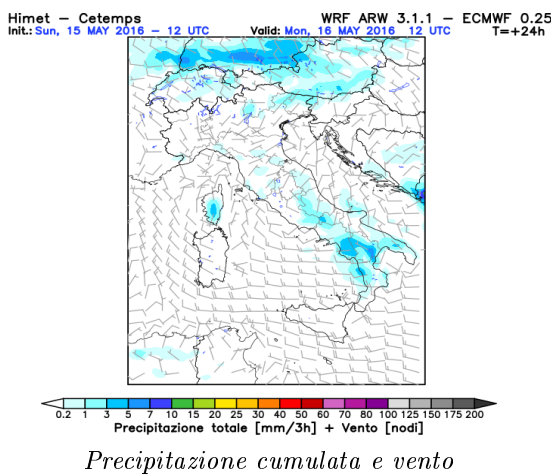 Himet – Cetemps WRF ARW 3.1.1 – ECMWF 0.25
Init.: Sun, 15 MAY 2016 – 12 UTC Valid: Mon, 16 MAY 2016 12 UTC T=+24h
0.2 1 3 5 7 10 15 20 25 30 40 50 60 70 80 100 125 150 175 200
Precipitazione totale [mm/3h] + Vento [nodi]
Precipitazione cumulata e vento